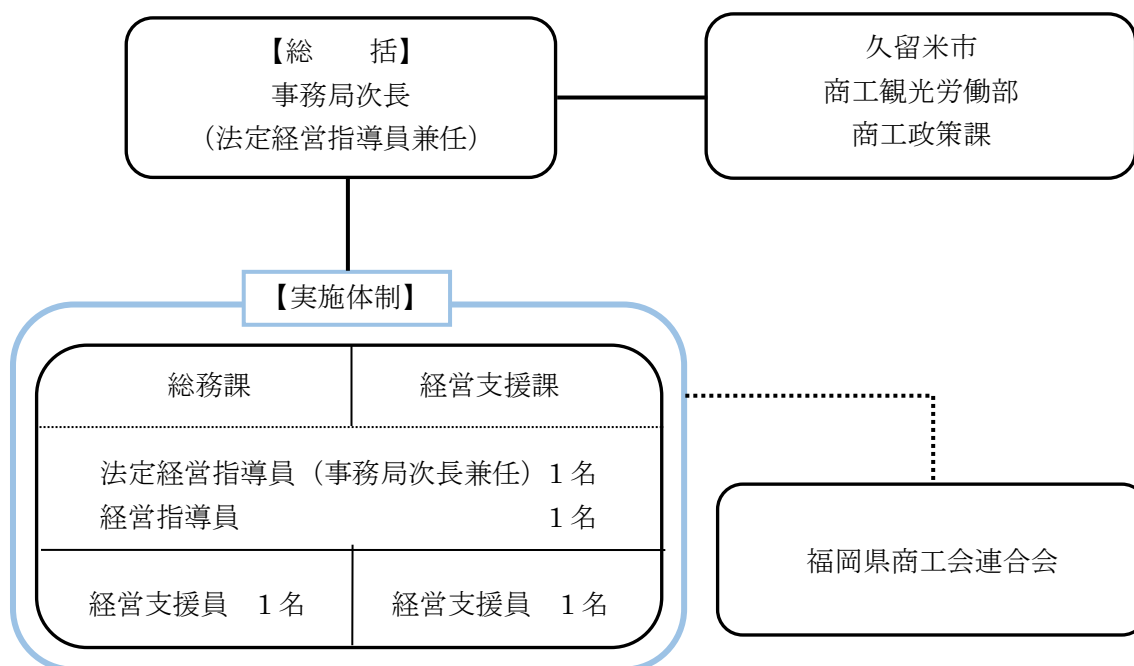 【総　　括】
事務局次長
（法定経営指導員兼任）
久留米市
商工観光労働部
商工政策課
【実施体制】
総務課
経営支援課
法定経営指導員（事務局次長兼任）１名
経営指導員　　　　　　　　　　　１名
経営支援員　１名
経営支援員　１名
福岡県商工会連合会